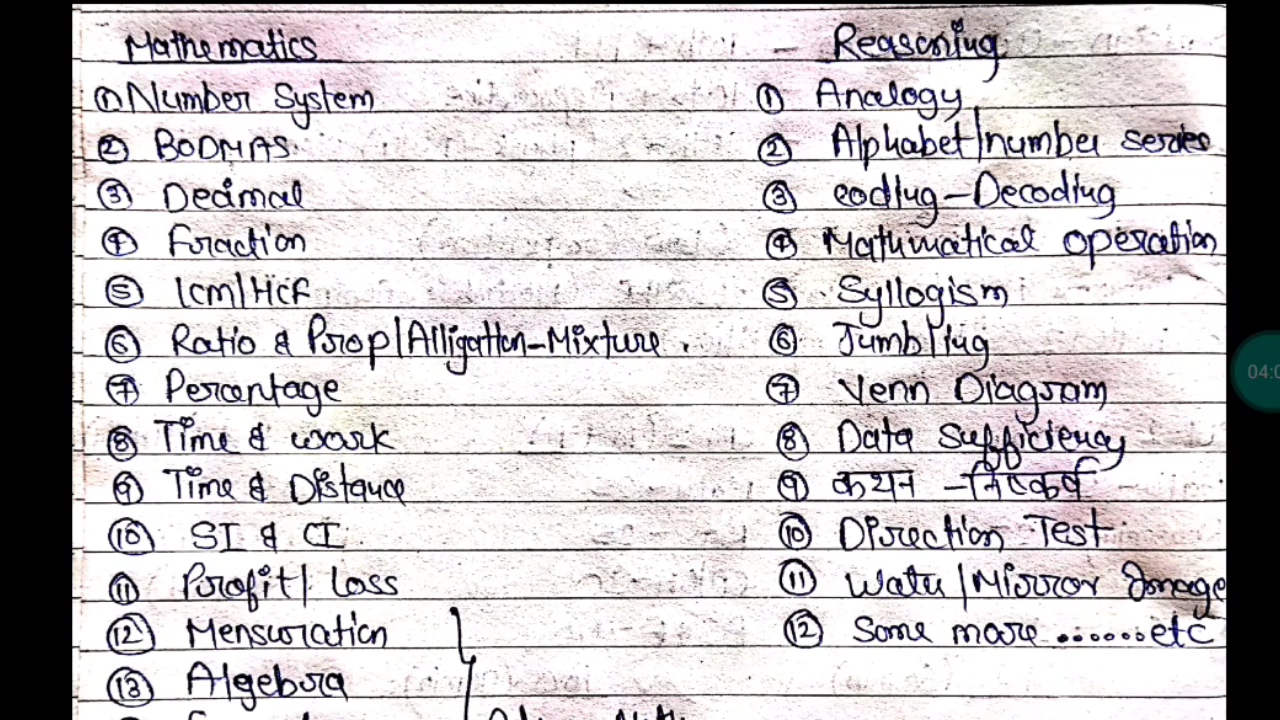 Mathematics
① Number System
② BODMAS
③ Decimal
④ Fraction
⑤ lcm/HCF
⑥ Ratio & Prop/Alligation-Mixture
⑦ Percentage
⑧ Time & work
⑨ Time & Distance
⑩ SI & CI
⑪ Profit/Loss
⑫ Mensuration
⑬ Algebra
Reasoning
① Analogy
② Alphabet/number series
③ coding-Decoding
④ Mathimatical operation
⑤ Syllogism
⑥ Jumbling
⑦ Venn Diagram
⑧ Data Sufficiency
⑨ कथन -निष्कर्ष
⑩ Direction Test
⑪ Water/Mirror Image
⑫ Some more ......etc